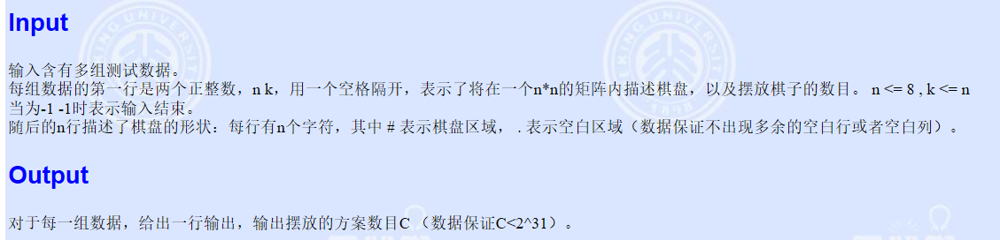 Input
输入含有多组测试数据。
每组数据的第一行是两个正整数，n k，用一个空格隔开，表示了将在一个n*n的矩阵内描述棋盘，以及摆放棋子的数目。 n <= 8 , k <= n
当为-1 -1时表示输入结束。
随后的n行描述了棋盘的形状：每行有n个字符，其中 # 表示棋盘区域， . 表示空白区域（数据保证不出现多余的空白行或者空白列）。
Output
对于每一组数据，给出一行输出，输出摆放的方案数目C （数据保证C<2^31）。